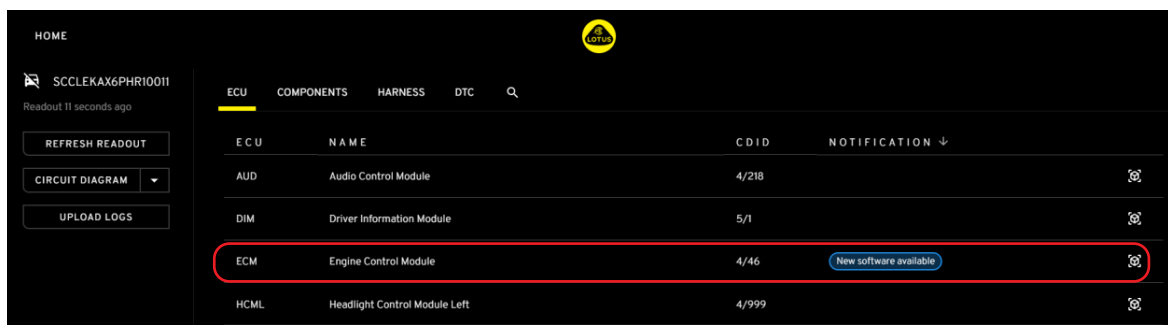 HOME
LOTUS
SCCLEKAX6PHR10011
Readout 11 seconds ago
REFRESH READOUT
CIRCUIT DIAGRAM
UPLOAD LOGS
ECU COMPONENTS HARNESS DTC
ECU NAME CDID NOTIFICATION
AUD Audio Control Module 4/218
DIM Driver Information Module 5/1
ECM Engine Control Module 4/46 New software available
HCML Headlight Control Module Left 4/999